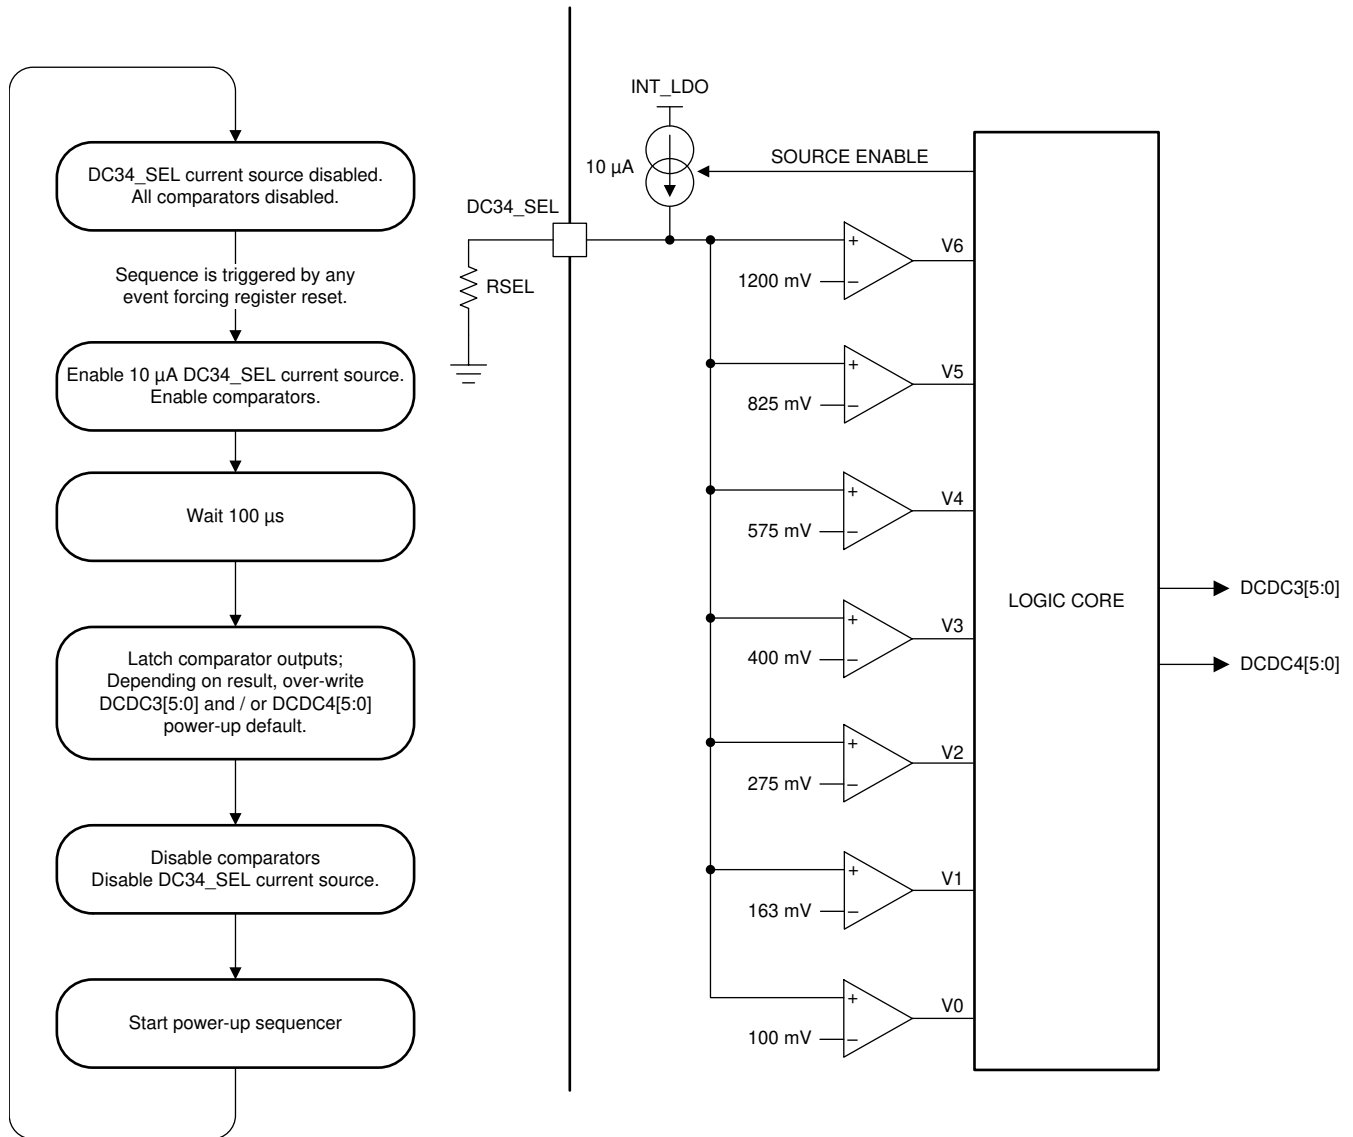 DC34_SEL current source disabled.
All comparators disabled.
Sequence is triggered by any
event forcing register reset.
Enable 10 µA DC34_SEL current source.
Enable comparators.
Wait 100 µs
Latch comparator outputs;
Depending on result, over-write
DCDC3[5:0] and / or DCDC4[5:0]
power-up default.
Disable comparators
Disable DC34_SEL current source.
Start power-up sequencer
INT_LDO
10 µA
SOURCE ENABLE
DC34_SEL
RSEL
+
1200 mV
−
V6
+
825 mV
−
V5
+
575 mV
−
V4
+
400 mV
−
V3
+
275 mV
−
V2
+
163 mV
−
V1
+
100 mV
−
V0
LOGIC CORE
DCDC3[5:0]
DCDC4[5:0]